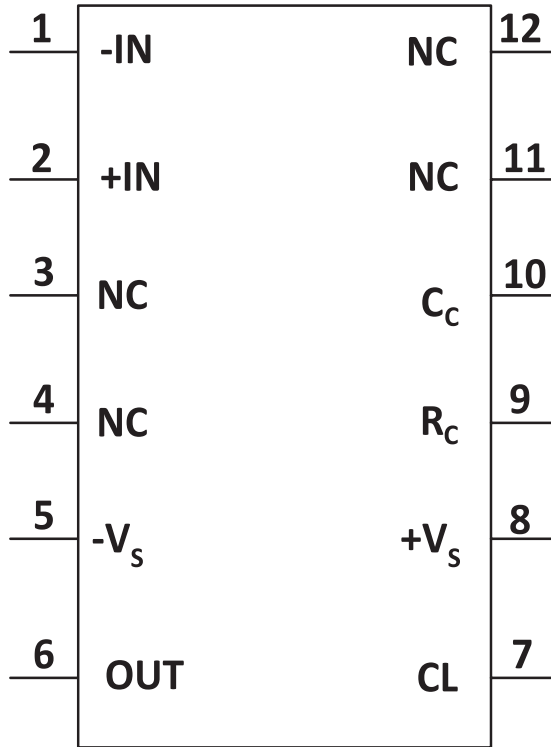 1 -IN NC 12
2 +IN NC 11
3 NC C_C 10
4 NC R_C 9
5 -V_S +V_S 8
6 OUT CL 7